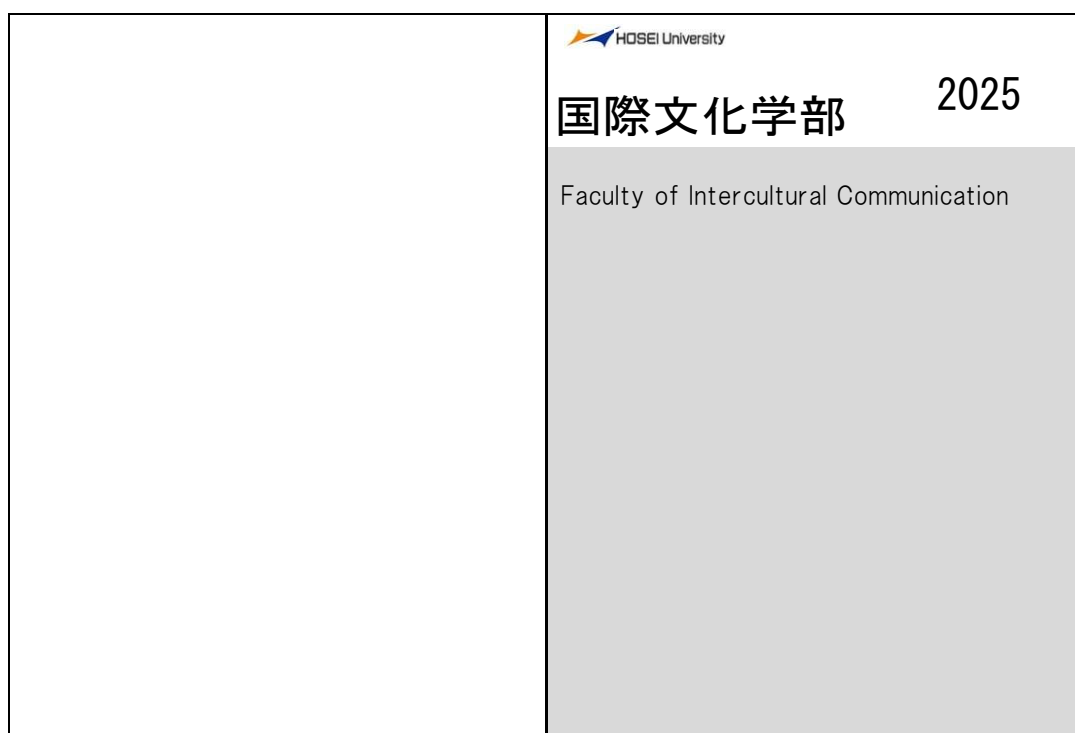 HOSEI University
国際文化学部
2025
Faculty of Intercultural Communication